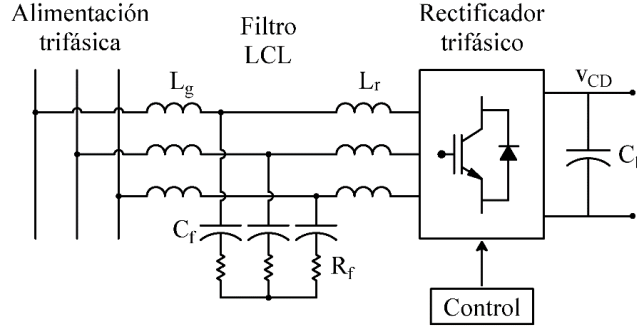 Alimentación
trifásica
Filtro
LCL
Rectificador
trifásico
L_g
L_r
v_CD
C_f
R_f
Control